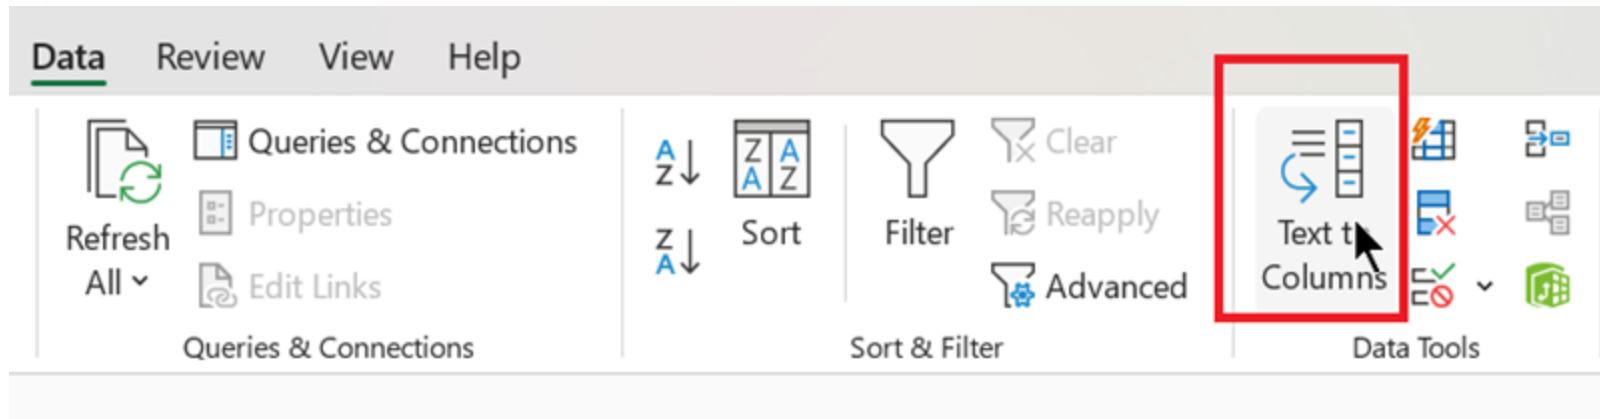 Data Review View Help
Queries & Connections
Clear
Properties
Reapply
Refresh
All
Sort
Filter
Text t
Columns
Edit Links
Advanced
A
Z
Z
A
Z A
A Z
Queries & Connections
Sort & Filter
Data Tools